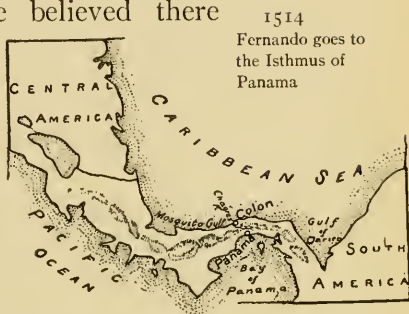 e believed there
1514
Fernando goes to
the Isthmus of
Panama
CENTRAL
AMERICA
CARIBBEAN SEA
Mosquito Gulf
Chagres
Colon
Panama
Gulf
of
Darien
SOUTH
AMERICA
Bay
of
Panama
PACIFIC
OCEAN